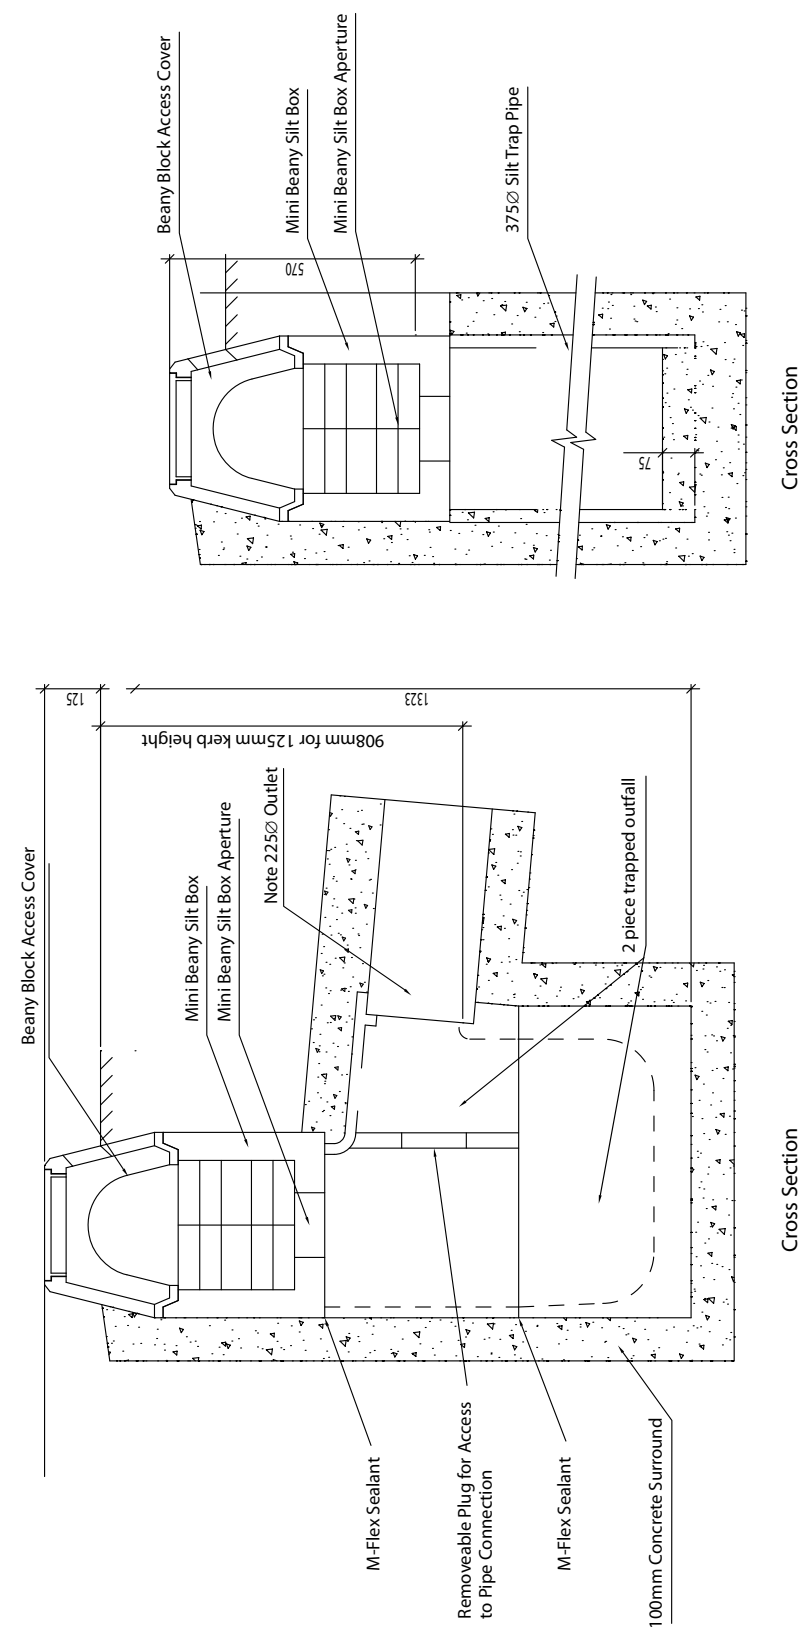 Beany Block Access Cover
Mini Beany Silt Box
Mini Beany Silt Box Aperture
375∅ Silt Trap Pipe
570
75
Cross Section
125
1323
908mm for 125mm kerb height
Beany Block Access Cover
Mini Beany Silt Box
Mini Beany Silt Box Aperture
Note 225∅ Outlet
2 piece trapped outfall
M-Flex Sealant
Removeable Plug for Access
to Pipe Connection
M-Flex Sealant
100mm Concrete Surround
Cross Section